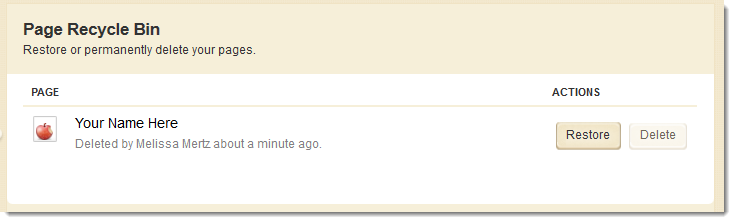 Page Recycle Bin
Restore or permanently delete your pages.
PAGE ACTIONS
Your Name Here
Deleted by Melissa Mertz about a minute ago.
Restore Delete